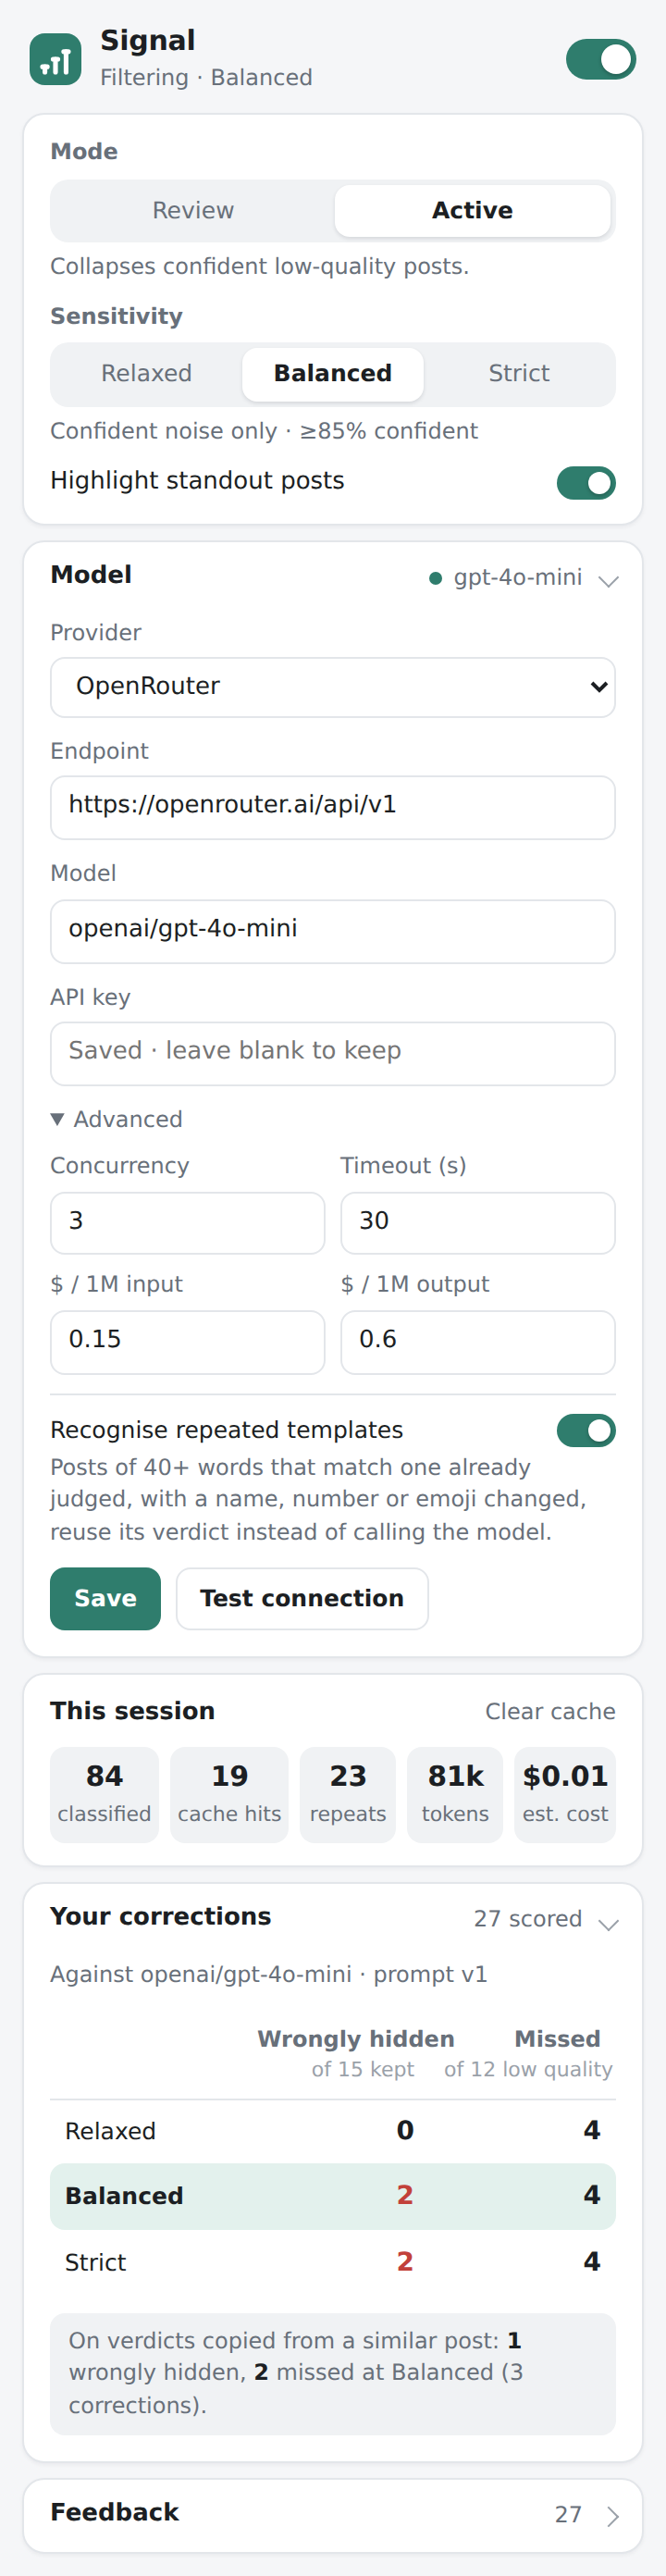 Signal
Filtering · Balanced
Mode
Review Active
Collapses confident low-quality posts.
Sensitivity
Relaxed Balanced Strict
Confident noise only · ≥85% confident
Highlight standout posts
Model gpt-4o-mini
Provider
OpenRouter
Endpoint
https://openrouter.ai/api/v1
Model
openai/gpt-4o-mini
API key
Saved · leave blank to keep
Advanced
Concurrency Timeout (s)
3 30
$ / 1M input $ / 1M output
0.15 0.6
Recognise repeated templates
Posts of 40+ words that match one already
judged, with a name, number or emoji changed,
reuse its verdict instead of calling the model.
Save Test connection
This session Clear cache
84 19 23 81k $0.01
classified cache hits repeats tokens est. cost
Your corrections 27 scored
Against openai/gpt-4o-mini · prompt v1
Wrongly hidden Missed
of 15 kept of 12 low quality
Relaxed 0 4
Balanced 2 4
Strict 2 4
On verdicts copied from a similar post: 1
wrongly hidden, 2 missed at Balanced (3
corrections).
Feedback 27